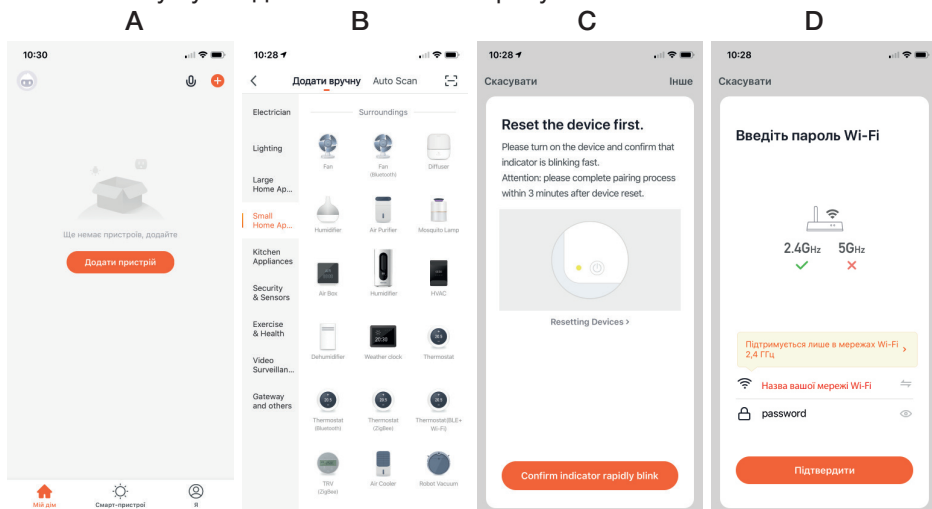 A
B
C
D
10:30
Ще немає пристроїв, додайте
Додати пристрій
Мій дім
Смарт-пристрої
Я
10:28
Додати вручну
Auto Scan
Electrician
Lighting
Large
Home Ap...
Small
Home Ap...
Kitchen
Appliances
Security
& Sensors
Exercise
& Health
Video
Surveillan...
Gateway
and others
Surroundings
Fan
Fan
(Bluetooth)
Diffuser
Humidifier
Air Purifier
Mosquito Lamp
Air Box
Humidifier
HVAC
Dehumidifier
Weather clock
Thermostat
Thermostat
(Bluetooth)
Thermostat
(ZigBee)
Thermostat(BLE+
Wi-Fi)
TRV
(ZigBee)
Air Cooler
Robot Vacuum
10:28
Скасувати
Інше
Reset the device first.
Please turn on the device and confirm that
indicator is blinking fast.
Attention: please complete pairing process
within 3 minutes after device reset.
Resetting Devices >
Confirm indicator rapidly blink
10:28
Скасувати
Введіть пароль Wi-Fi
2.4GHz 5GHz
Підтримується лише в мережах Wi-Fi
2,4 ГГц
Назва вашої мережі Wi-Fi
password
Підтвердити